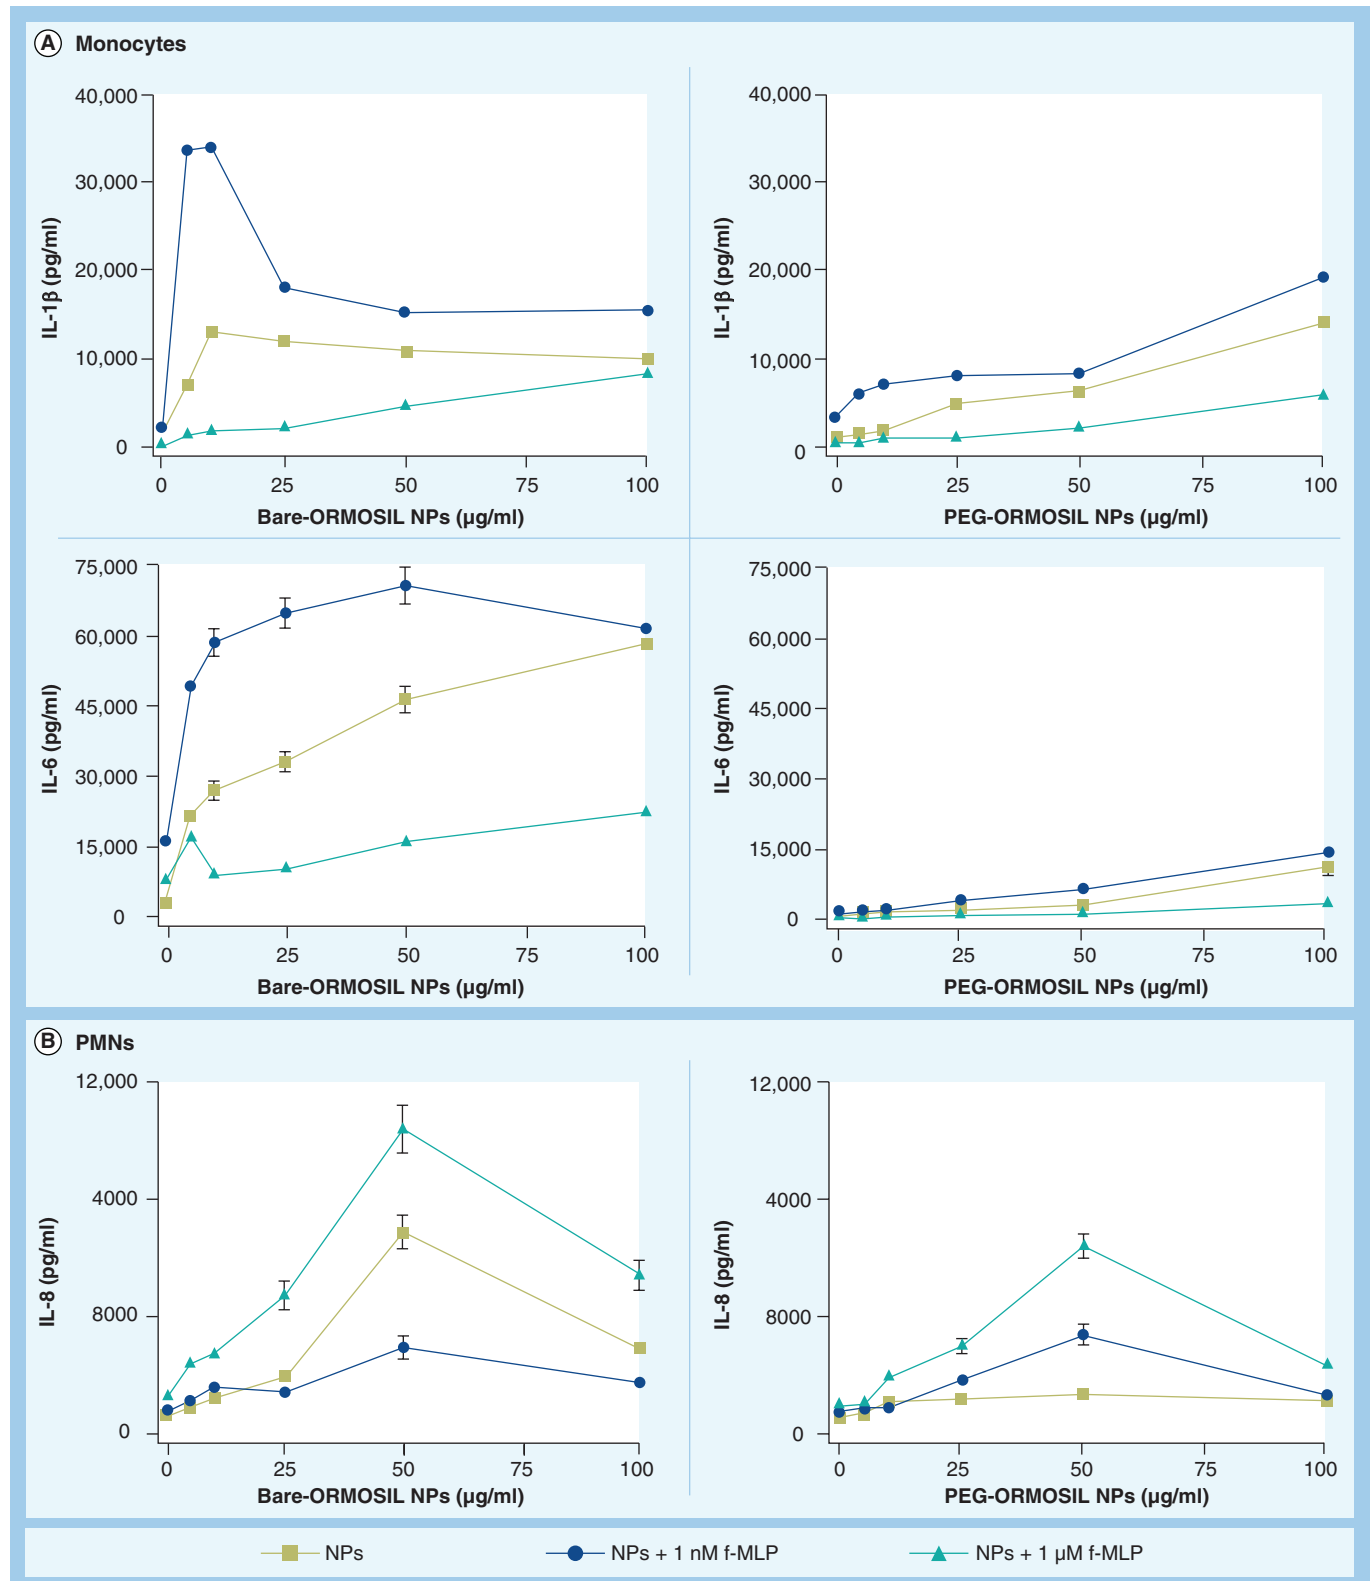 A Monocytes
40,000
30,000
20,000
10,000
0
IL-1β (pg/ml)
0 25 50 75 100
Bare-ORMOSIL NPs (µg/ml)
40,000
30,000
20,000
10,000
0
IL-1β (pg/ml)
0 25 50 75 100
PEG-ORMOSIL NPs (µg/ml)
75,000
60,000
45,000
30,000
15,000
0
IL-6 (pg/ml)
0 25 50 75 100
Bare-ORMOSIL NPs (µg/ml)
75,000
60,000
45,000
30,000
15,000
0
IL-6 (pg/ml)
0 25 50 75 100
PEG-ORMOSIL NPs (µg/ml)
B PMNs
12,000
4000
8000
0
IL-8 (pg/ml)
0 25 50 75 100
Bare-ORMOSIL NPs (µg/ml)
12,000
4000
8000
0
IL-8 (pg/ml)
0 25 50 75 100
PEG-ORMOSIL NPs (µg/ml)
NPs NPs + 1 nM f-MLP NPs + 1 µM f-MLP